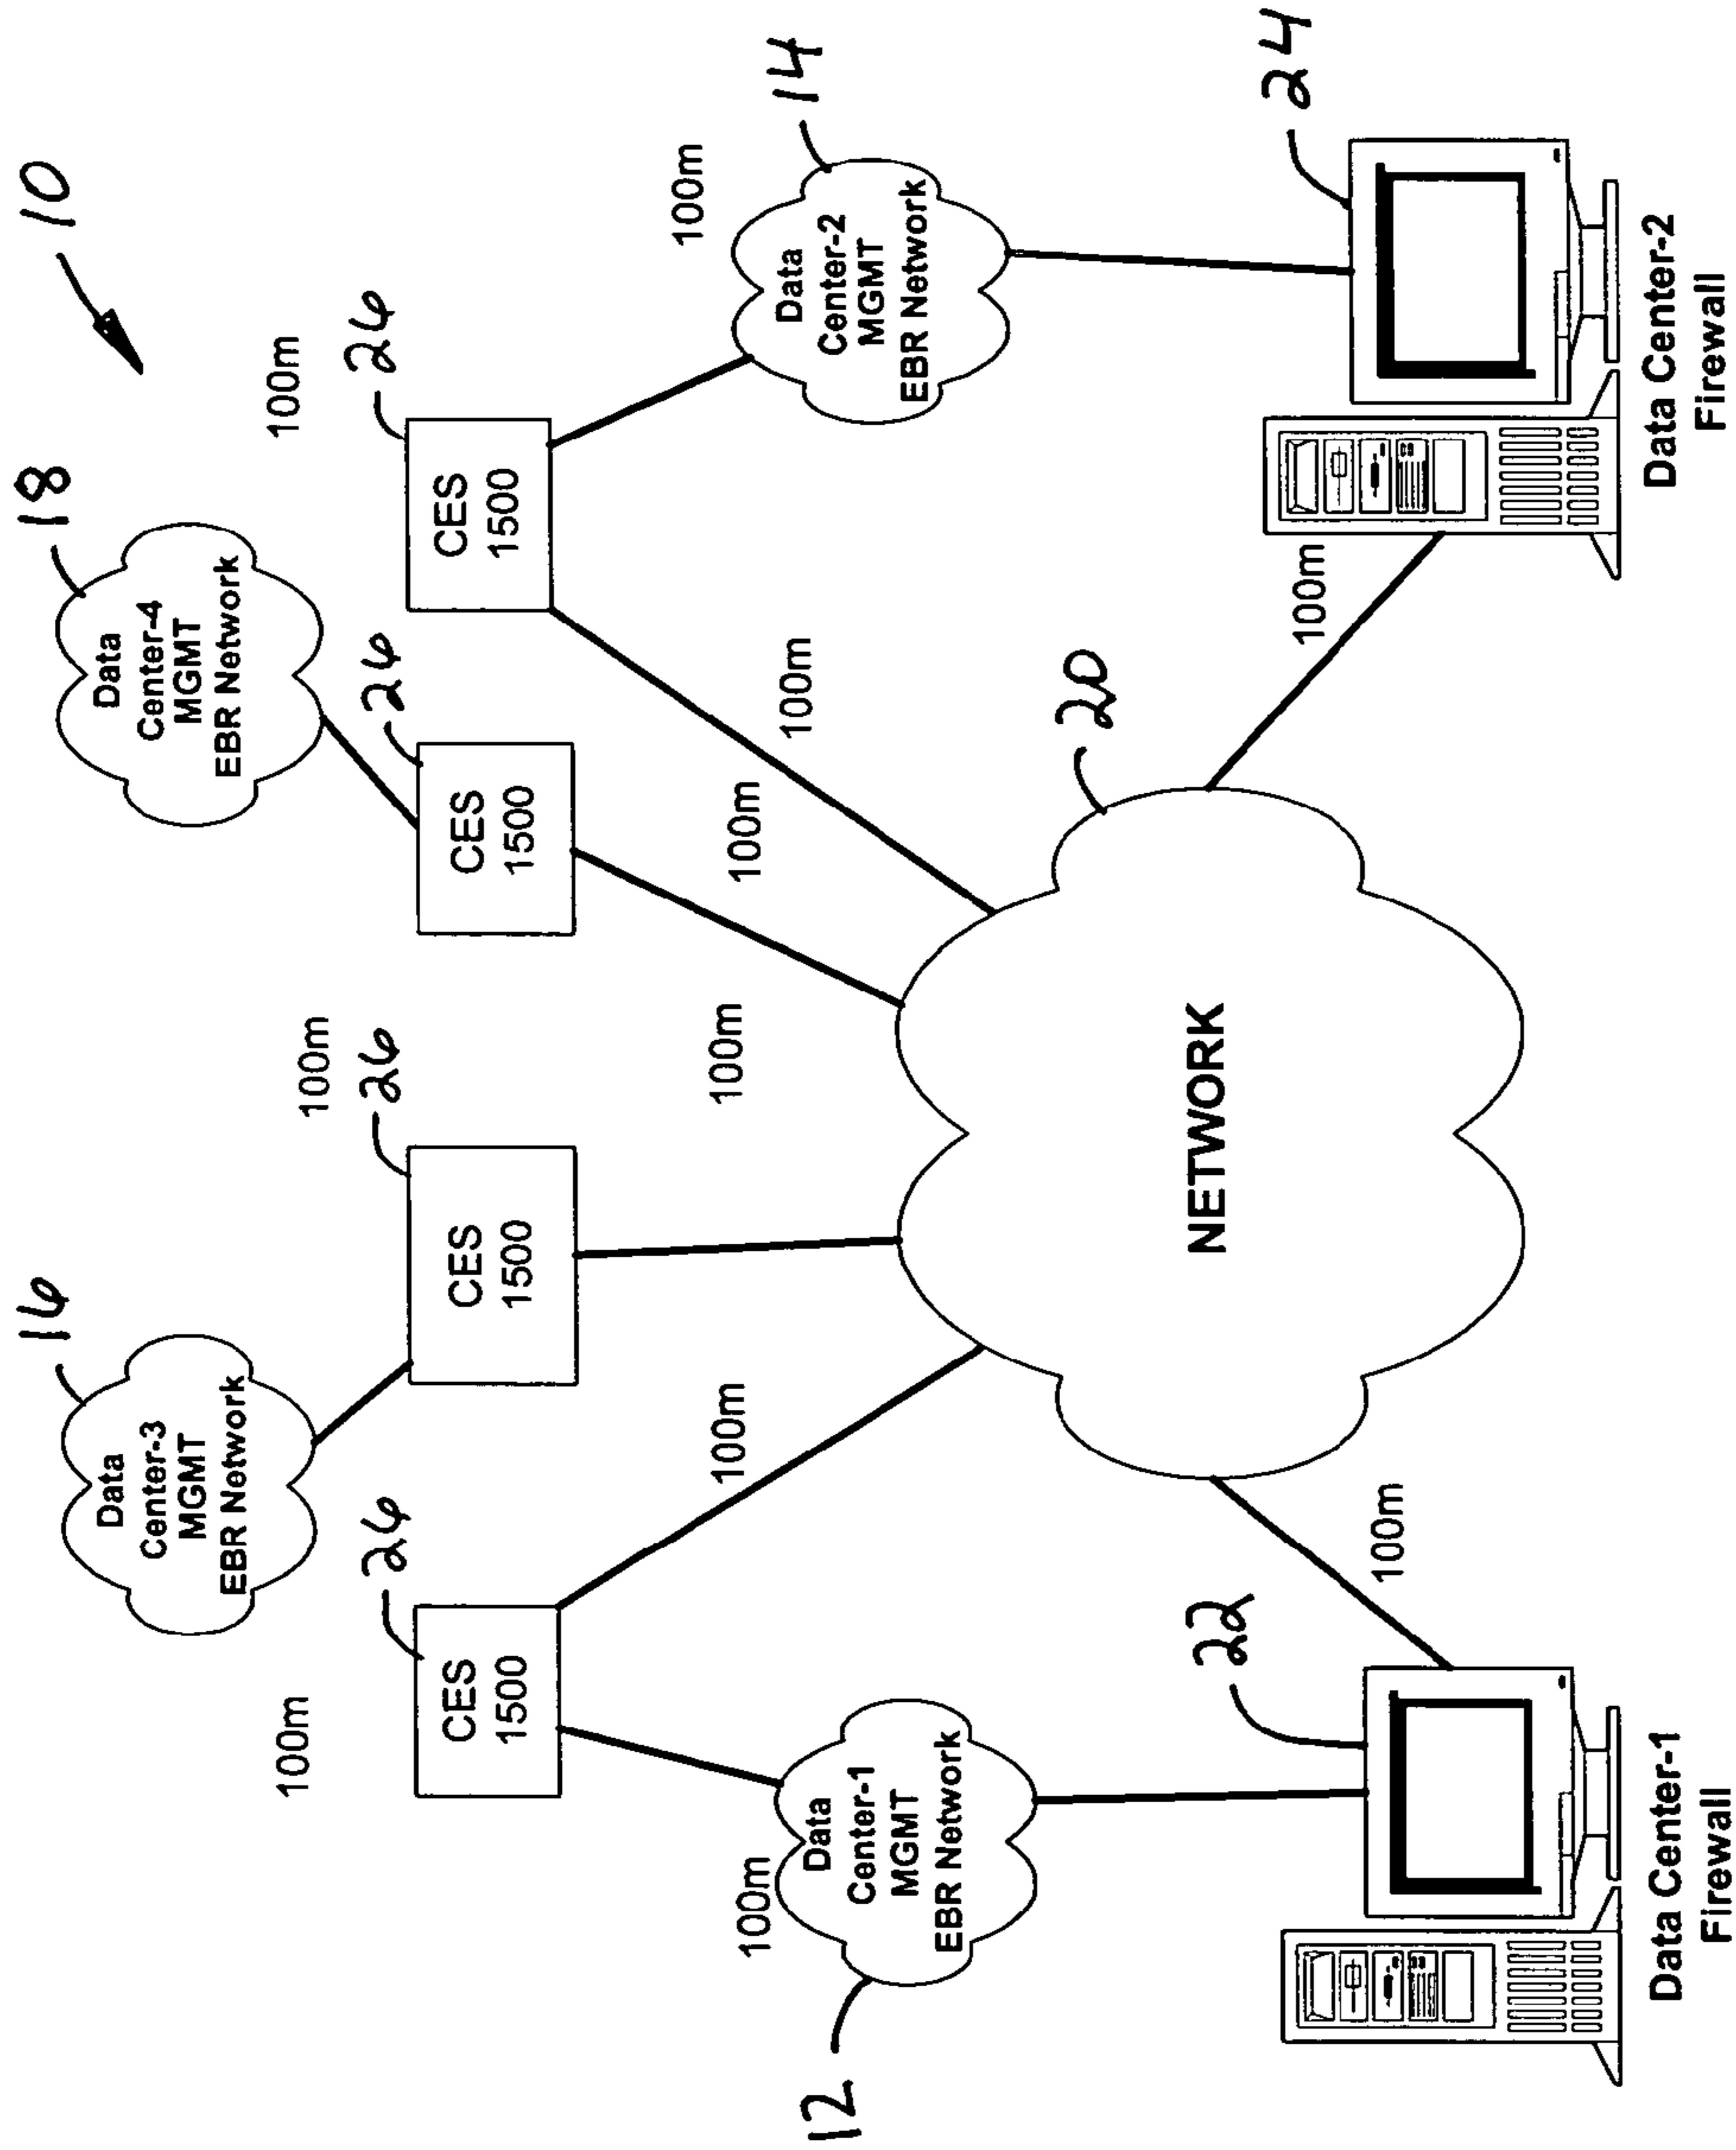 10
16
18
Data
Center-3
MGMT
EBR Network
Data
Center-4
MGMT
EBR Network
100m
100m
100m
26
26
26
26
CES
1500
CES
1500
CES
1500
CES
1500
100m
14
Data
Center-2
MGMT
EBR Network
100m
100m
100m
100m
100m
12
Data
Center-1
MGMT
EBR Network
20
NETWORK
22
100m
100m
24
Data Center-1
Firewall
Data Center-2
Firewall